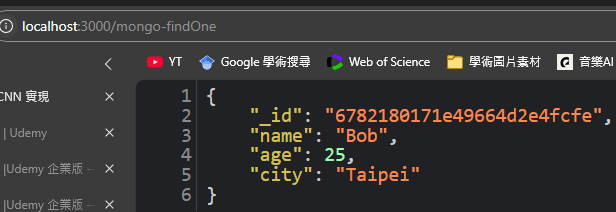 localhost:3000/mongo-findOne
YT
Google 學術搜尋
Web of Science
學術圖片素材
音樂AI
CNN 實現
| Udemy
|Udemy 企業版 --
|Udemy 企業版 --
1 {
2 "_id": "6782180171e49664d2e4fcfe",
3 "name": "Bob",
4 "age": 25,
5 "city": "Taipei"
6 }